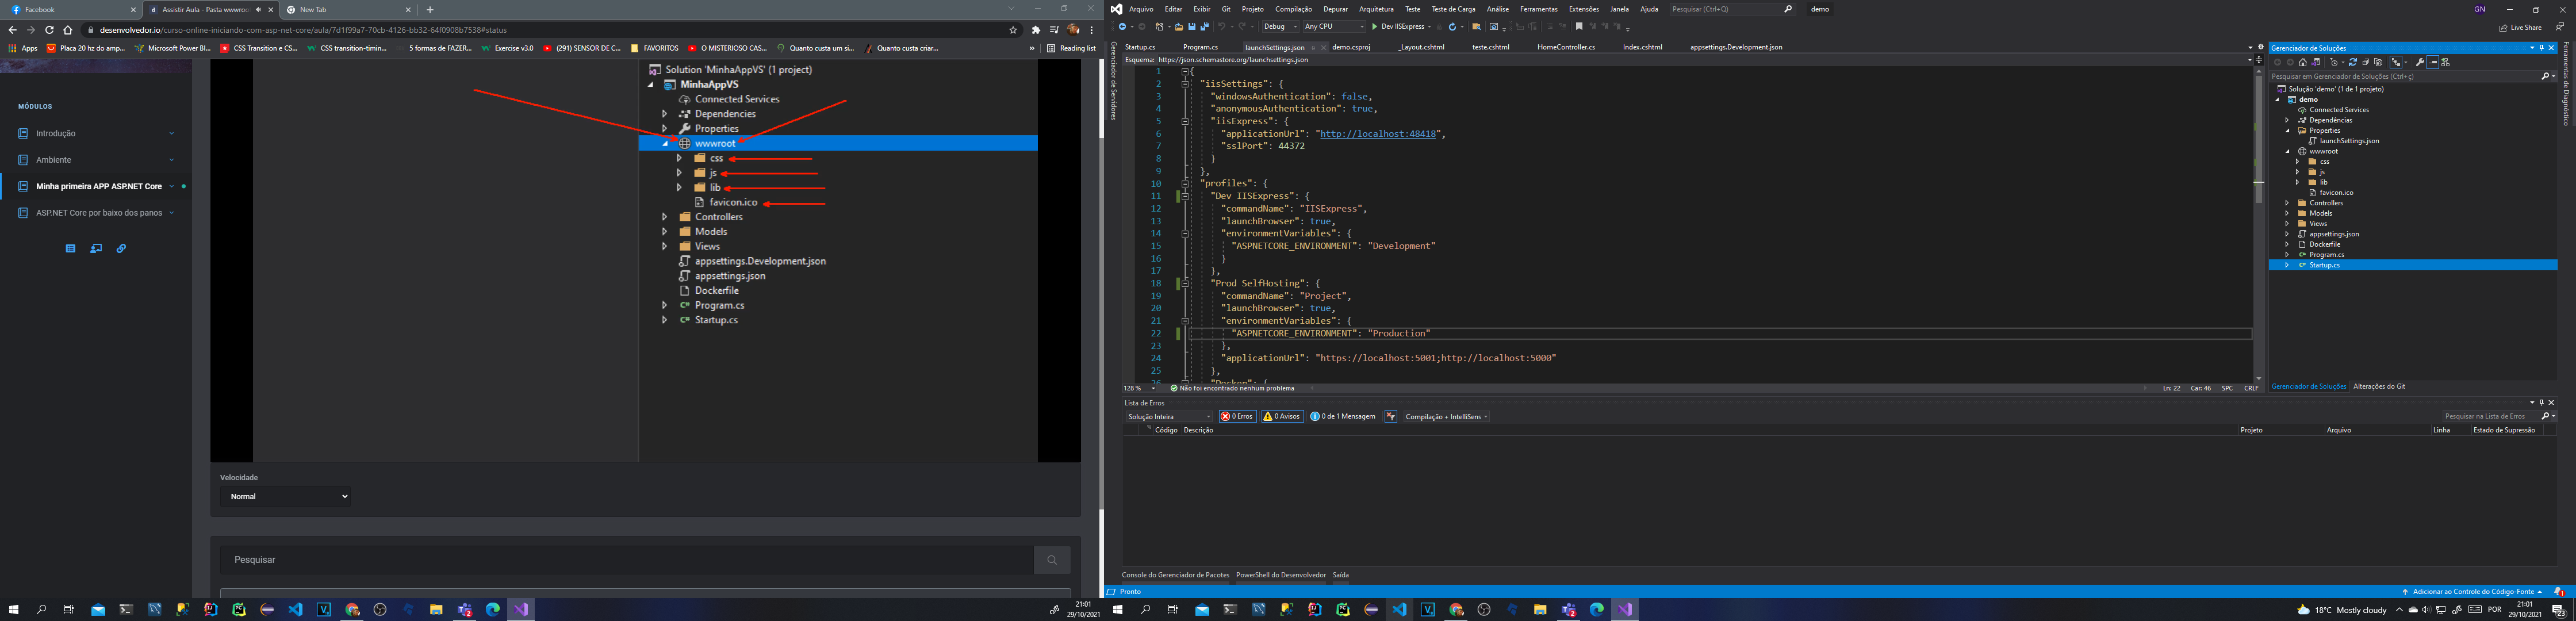 Facebook
Assistir Aula - Pasta wwwroo
New Tab
desenvolvedor.io/curso-online-iniciando-com-asp-net-core/aula/7d1f99a7-70cb-4126-bb32-64f0908b7538#status
Apps
Placa 20 hz do amp...
Microsoft Power BI...
CSS Transition e CS...
CSS transition-timin...
5 formas de FAZER...
Exercise v3.0
(291) SENSOR DE C...
FAVORITOS
O MISTERIOSO CAS...
Quanto custa um si...
Quanto custa criar...
»
Reading list
MÓDULOS
Introdução
Ambiente
Minha primeira APP ASP.NET Core
ASP.NET Core por baixo dos panos
Solution 'MinhaAppVS' (1 project)
MinhaAppVS
Connected Services
Dependencies
Properties
wwwroot
css
js
lib
favicon.ico
Controllers
Models
Views
appsettings.Development.json
appsettings.json
Dockerfile
Program.cs
Startup.cs
Velocidade
Normal
Pesquisar
21:01
29/10/2021
Arquivo Editar Exibir Git Projeto Compilação Depurar Arquitetura Teste Teste de Carga Análise Ferramentas Extensões Janela Ajuda Pesquisar (Ctrl+Q) demo GN
Debug Any CPU Dev IISExpress Live Share
Gerenciador de Servidores
Startup.cs Program.cs launchSettings.json demo.csproj _Layout.cshtml teste.cshtml HomeController.cs Index.cshtml appsettings.Development.json
Esquema: https://json.schemastore.org/launchsettings.json
1 {
2 "iisSettings": {
3 "windowsAuthentication": false,
4 "anonymousAuthentication": true,
5 "iisExpress": {
6 "applicationUrl": "http://localhost:48418",
7 "sslPort": 44372
8 }
9 },
10 "profiles": {
11 "Dev IISExpress": {
12 "commandName": "IISExpress",
13 "launchBrowser": true,
14 "environmentVariables": {
15 "ASPNETCORE_ENVIRONMENT": "Development"
16 }
17 },
18 "Prod SelfHosting": {
19 "commandName": "Project",
20 "launchBrowser": true,
21 "environmentVariables": {
22 "ASPNETCORE_ENVIRONMENT": "Production"
23 },
24 "applicationUrl": "https://localhost:5001;http://localhost:5000"
25 },
26 "Docker": {
128 % Não foi encontrado nenhum problema Ln: 22 Car: 46 SPC CRLF
Lista de Erros
Solução Inteira 0 Erros 0 Avisos 0 de 1 Mensagem Compilação + IntelliSens Pesquisar na Lista de Erros
Código Descrição Projeto Arquivo Linha Estado de Supressão
Console do Gerenciador de Pacotes PowerShell do Desenvolvedor Saída
Pronto
Adicionar ao Controle do Código-Fonte
1
Gerenciador de Soluções
Pesquisar em Gerenciador de Soluções (Ctrl+ç)
Solução 'demo' (1 de 1 projeto)
demo
Connected Services
Dependências
Properties
launchSettings.json
wwwroot
css
js
lib
favicon.ico
Controllers
Models
Views
appsettings.json
Dockerfile
Program.cs
Startup.cs
Gerenciador de Soluções Alterações do Git
Ferramentas de Diagnóstico
18°C Mostly cloudy
POR
21:01
29/10/2021
23